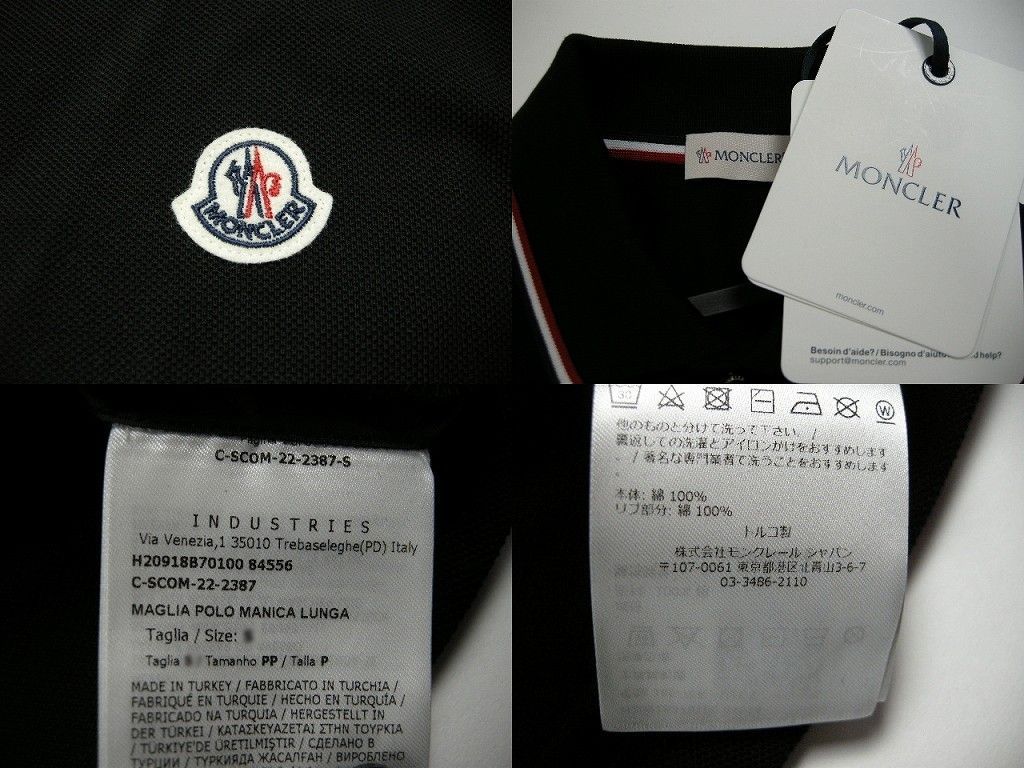 MONCLER
MONCLER
MONCLER
moncler.com
Besoin d'aide? / Bisogno d'aiuto
d help?
support@moncler.com
C-SCOM-22-2387-S
INDUSTRIES
Via Venezia,1 35010 Trebaseleghe(PD) Italy
H20918B70100 84556
C-SCOM-22-2387
MAGLIA POLO MANICA LUNGA
Taglia / Size:
Taglia / Tamanho PP / Talla P
MADE IN TURKEY / FABBRICATO IN TURCHIA /
FABRIQUÉ EN TURQUIE / HECHO EN TURQUÍA /
FABRICADO NA TURQUIA / HERGESTELLT IN
DER TÜRKEI / ΚΑΤΑΣΚΕΥΑΖΕΤΑΙ ΣΤΗΝ ΤΟΥΡΚΙΑ
/ TÜRKİYE'DE ÜRETİLMİŞTİR / СДЕЛАНО В
ТУРЦИИ / ТУРКИЯДА ЖАСАЛҒАН / ВИРОБЛЕНО
30
W
他のものと分けて洗って下さい。 /
裏返しての洗濯とアイロンがけをおすすめします
。 / 著名な専門業者で洗うことをおすすめします
本体: 綿 100%
リブ部分: 綿 100%
トルコ製
株式会社モンクレール ジャパン
〒107-0061 東京都港区北青山3-6-7
03-3486-2110